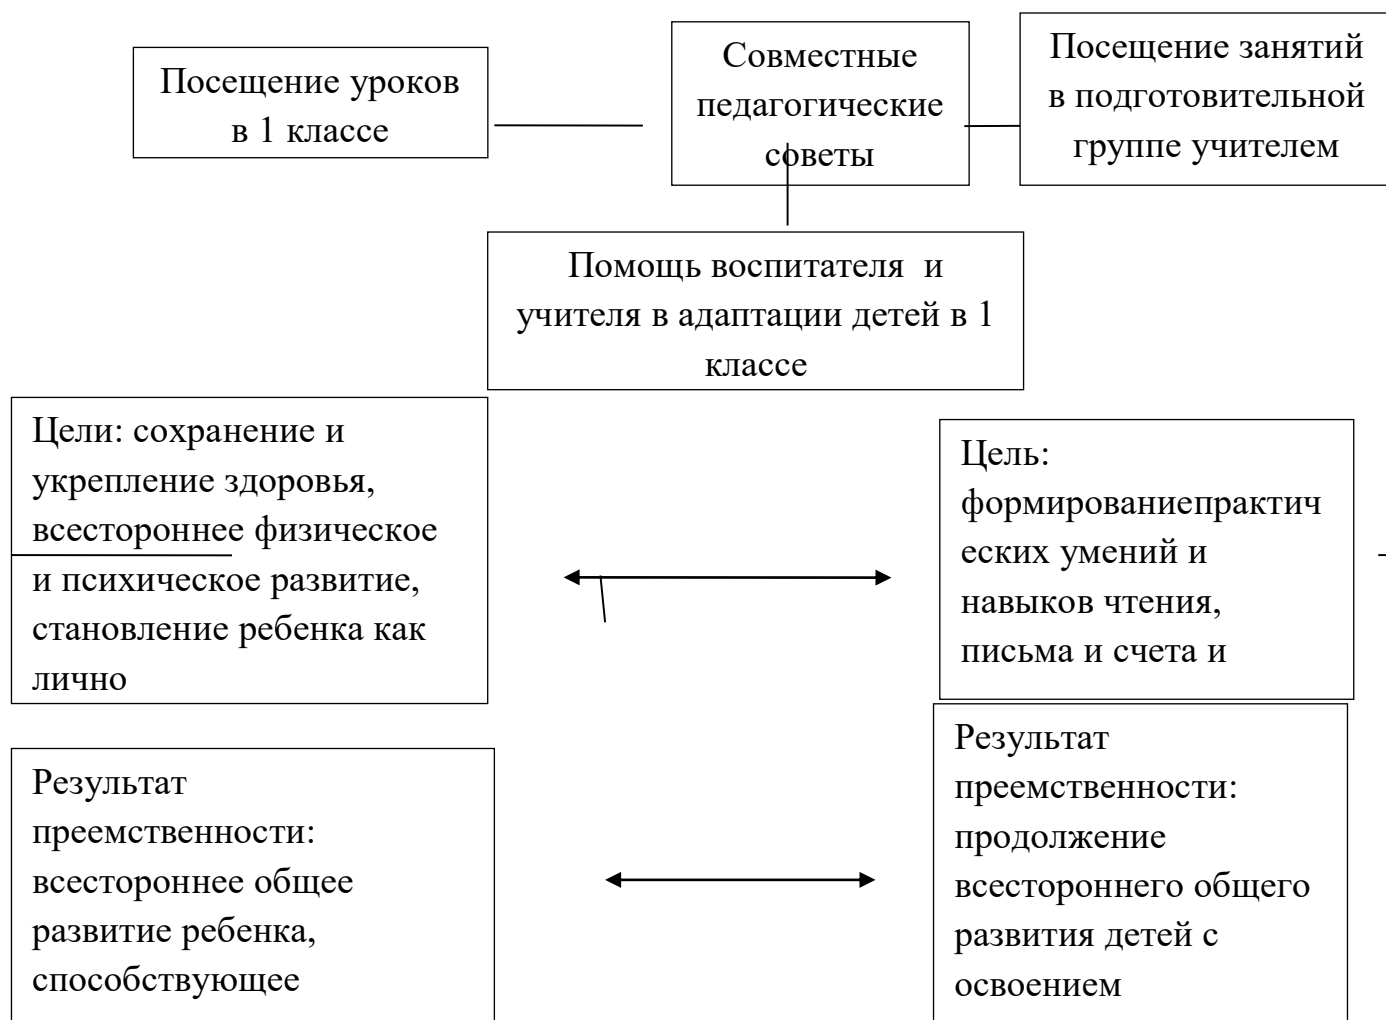 Посещение уроков
в 1 классе
Совместные
педагогические
советы
Посещение занятий
в подготовительной
группе учителем
Помощь воспитателя  и
учителя в адаптации детей в 1
классе
Цели: сохранение и
укрепление здоровья,
всестороннее физическое
и психическое развитие,
становление ребенка как
лично
Цель:
формированиепрактич
еских умений и
навыков чтения,
письма и счета и
Результат
преемственности:
всестороннее общее
развитие ребенка,
способствующее
Результат
преемственности:
продолжение
всестороннего общего
развития детей с
освоением